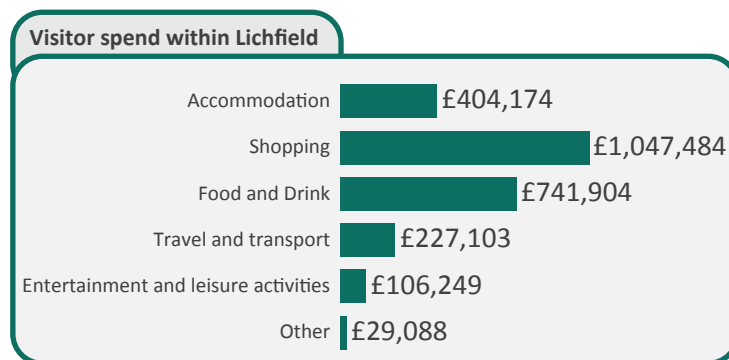 Visitor spend within Lichfield
Accommodation £404,174
Shopping £1,047,484
Food and Drink £741,904
Travel and transport £227,103
Entertainment and leisure activities £106,249
Other £29,088